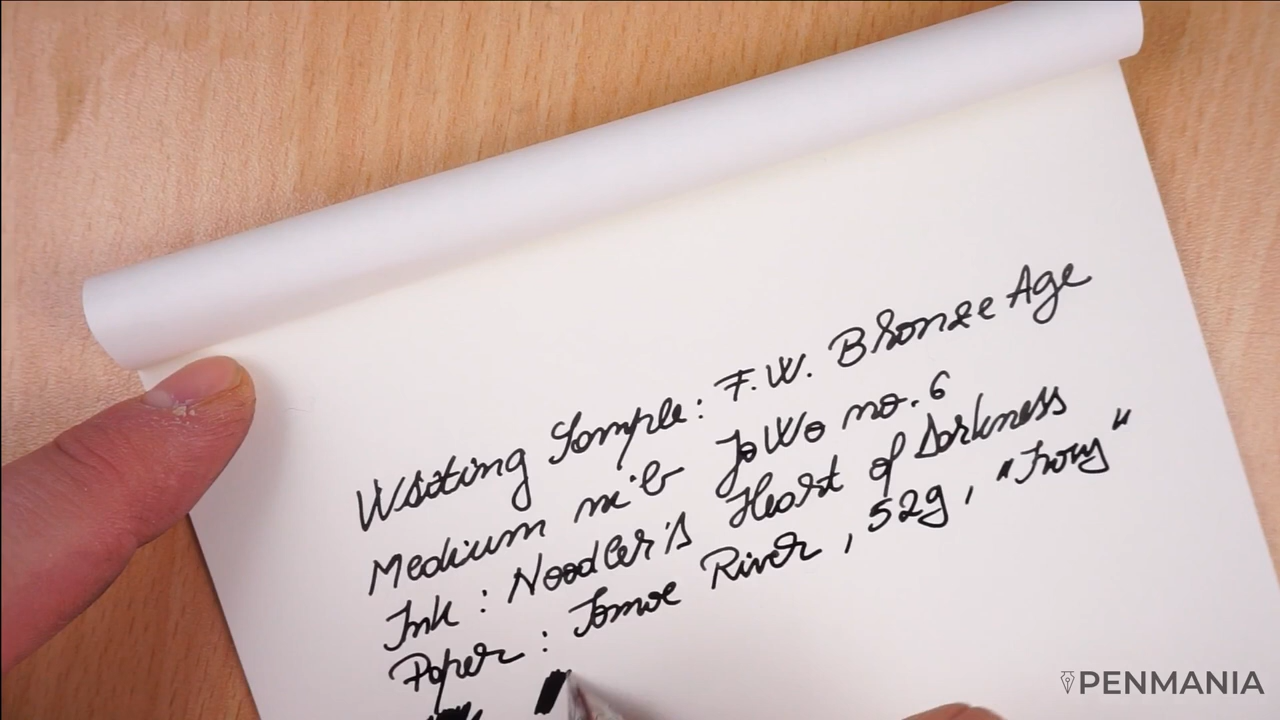 Writing Sample: F.W. Bronze Age
Medium nib JoWo no. 6
Ink: Noodler's Heart of Darkness
Paper: Tomoe River, 52g, "Ivory"
PENMANIA